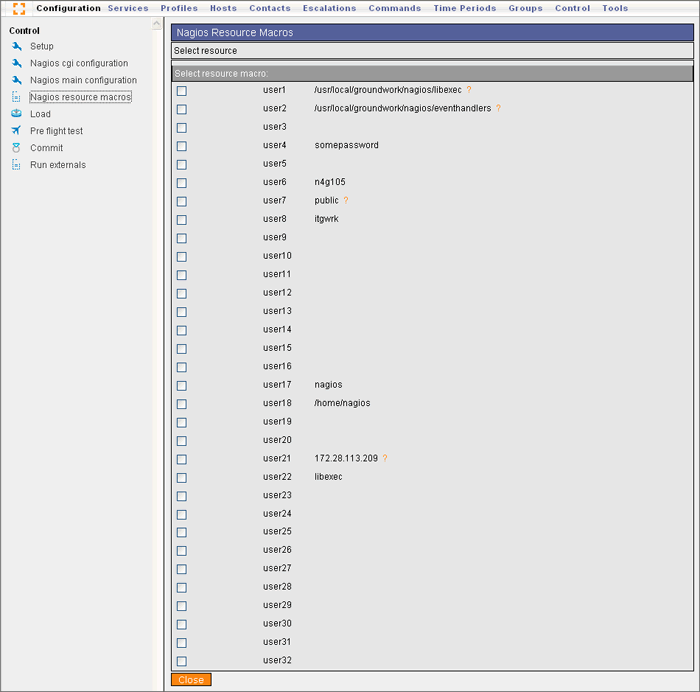 Configuration Services Profiles Hosts Contacts Escalations Commands Time Periods Groups Control Tools
Control
Setup
Nagios cgi configuration
Nagios main configuration
Nagios resource macros
Load
Pre flight test
Commit
Run externals
Nagios Resource Macros
Select resource
Select resource macro:
user1 /usr/local/groundwork/nagios/libexec ?
user2 /usr/local/groundwork/nagios/eventhandlers ?
user3
user4 somepassword
user5
user6 n4g105
user7 public ?
user8 itgwrk
user9
user10
user11
user12
user13
user14
user15
user16
user17 nagios
user18 /home/nagios
user19
user20
user21 172.28.113.209 ?
user22 libexec
user23
user24
user25
user26
user27
user28
user29
user30
user31
user32
Close